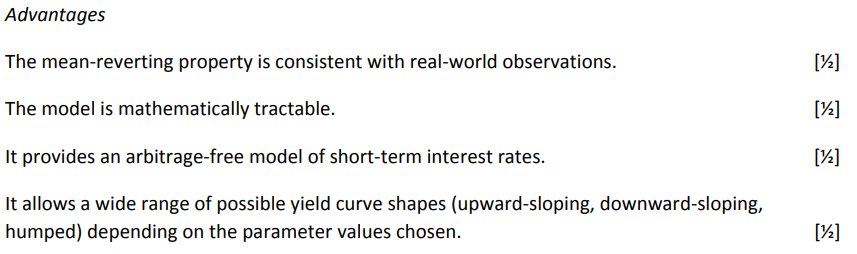 Advantages
The mean-reverting property is consistent with real-world observations. [½]
The model is mathematically tractable. [½]
It provides an arbitrage-free model of short-term interest rates. [½]
It allows a wide range of possible yield curve shapes (upward-sloping, downward-sloping,
humped) depending on the parameter values chosen. [½]